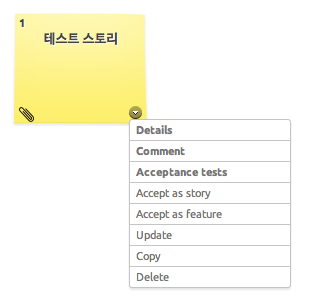 1
테스트 스토리
Details
Comment
Acceptance tests
Accept as story
Accept as feature
Update
Copy
Delete